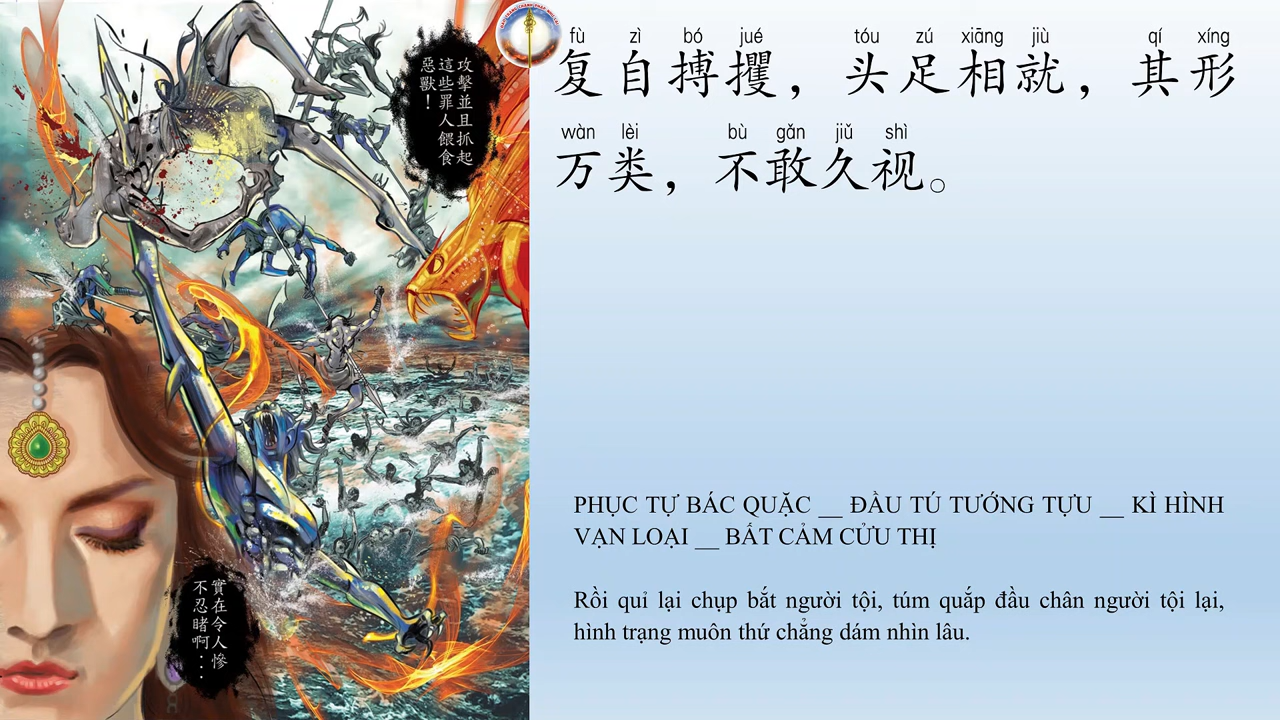 攻擊並且抓起
這些罪人餵食
惡獸！
實在令人慘
不忍睹啊...
fù zì bó jué tóu zú xiāng jiù qí xíng
复自搏攫，头足相就，其形
wàn lèi bù gǎn jiǔ shì
万类，不敢久视。
PHỤC TỰ BÁC QUẶC __ ĐẦU TÚ TƯỚNG TỰU __ KÌ HÌNH
VẠN LOẠI __ BẤT CẢM CỬU THỊ
Rồi quỉ lại chụp bắt người tội, túm quắp đầu chân người tội lại,
hình trạng muôn thứ chẳng dám nhìn lâu.